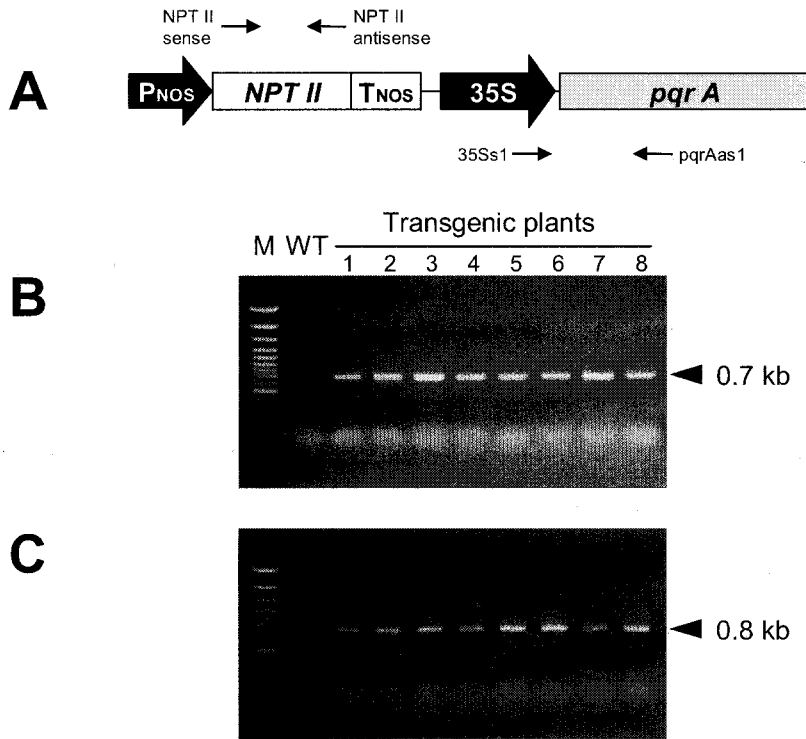 NPT II sense
NPT II antisense
A
PNOS NPT II TNOS 35S pqr A
35Ss1 pqrAas1
Transgenic plants
M WT 1 2 3 4 5 6 7 8
B
0.7 kb
C
0.8 kb